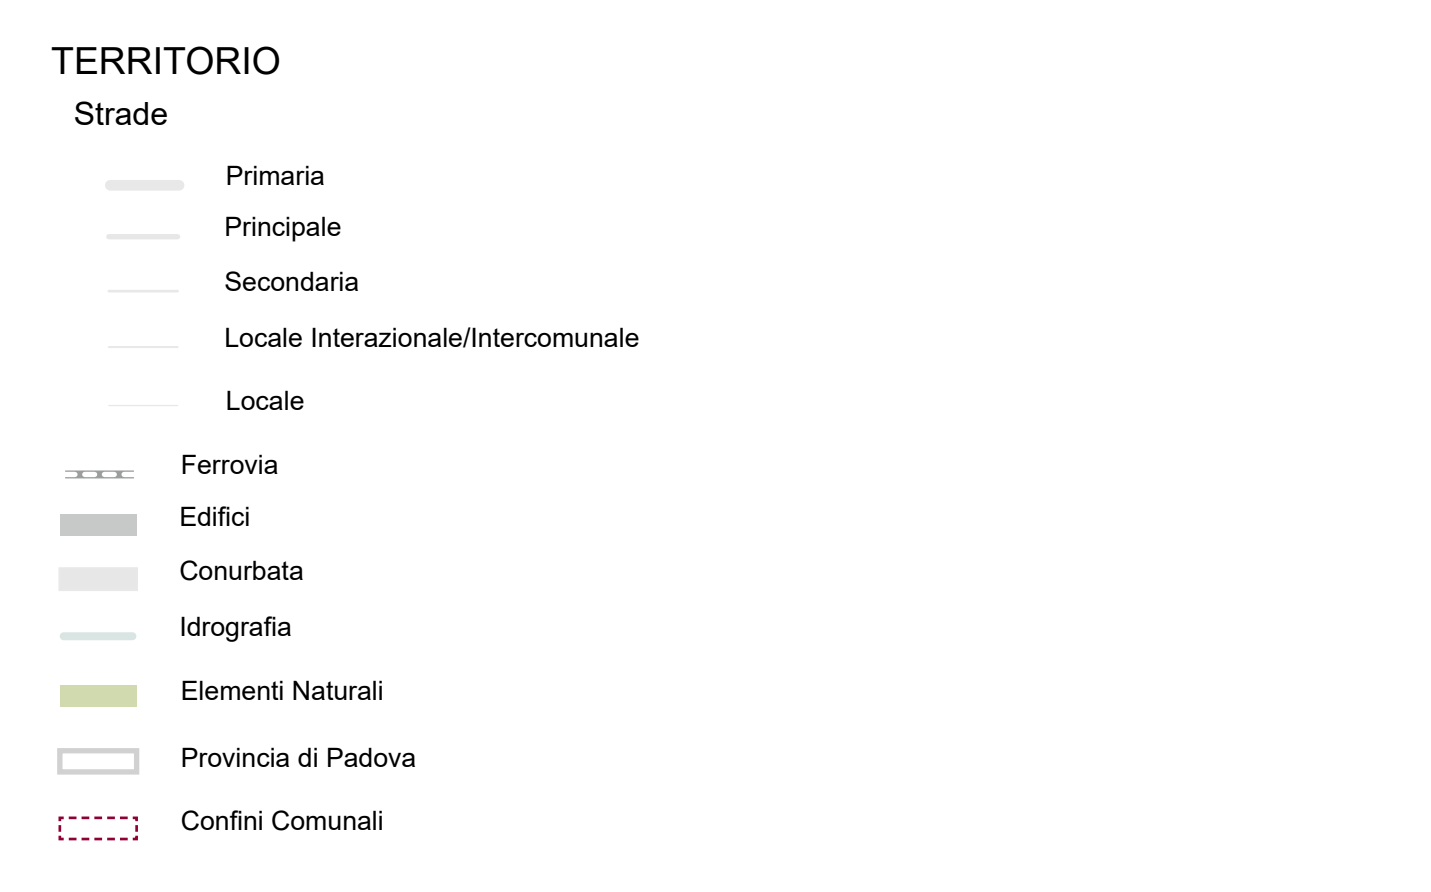 TERRITORIO
Strade
Primaria
Principale
Secondaria
Locale Interazionale/Intercomunale
Locale
Ferrovia
Edifici
Conurbata
Idrografia
Elementi Naturali
Provincia di Padova
Confini Comunali